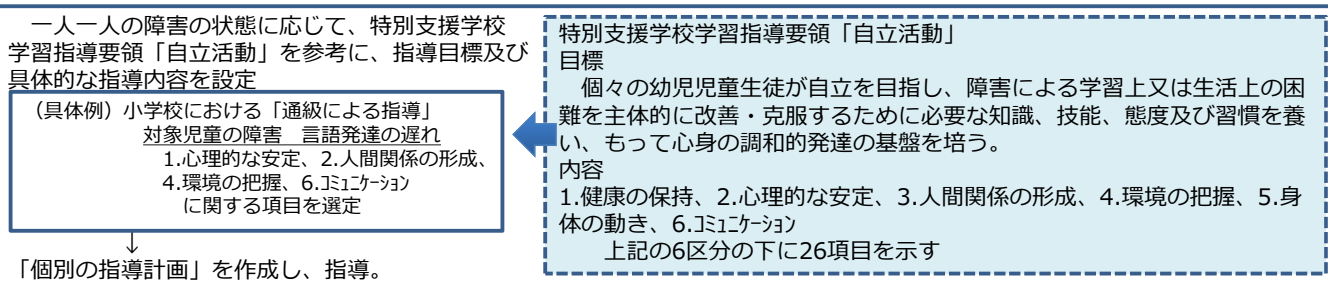 一人一人の障害の状態に応じて、特別支援学校
学習指導要領「自立活動」を参考に、指導目標及び
具体的な指導内容を設定
（具体例）小学校における「通級による指導」
対象児童の障害　言語発達の遅れ
1.心理的な安定、2.人間関係の形成、
4.環境の把握、6.ｺﾐｭﾆｹｰｼｮﾝ
に関する項目を選定
↓
「個別の指導計画」を作成し、指導。
特別支援学校学習指導要領「自立活動」
目標
個々の幼児児童生徒が自立を目指し、障害による学習上又は生活上の困
難を主体的に改善・克服するために必要な知識、技能、態度及び習慣を養
い、もって心身の調和的発達の基盤を培う。
内容
1.健康の保持、2.心理的な安定、3.人間関係の形成、4.環境の把握、5.身
体の動き、6.ｺﾐｭﾆｹｰｼｮﾝ
上記の6区分の下に26項目を示す